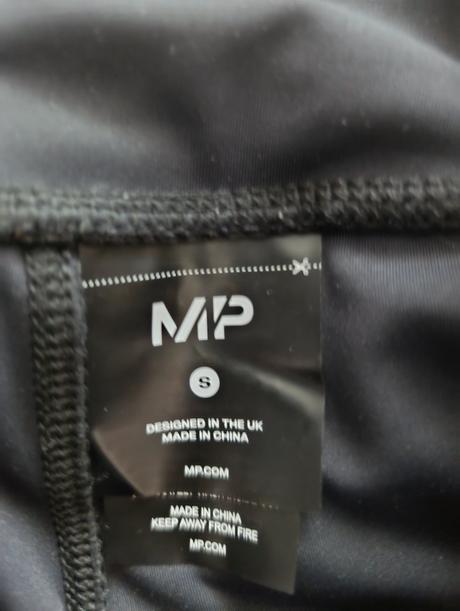 MP
S
DESIGNED IN THE UK
MADE IN CHINA
MP.COM
MADE IN CHINA
KEEP AWAY FROM FIRE
MP.COM